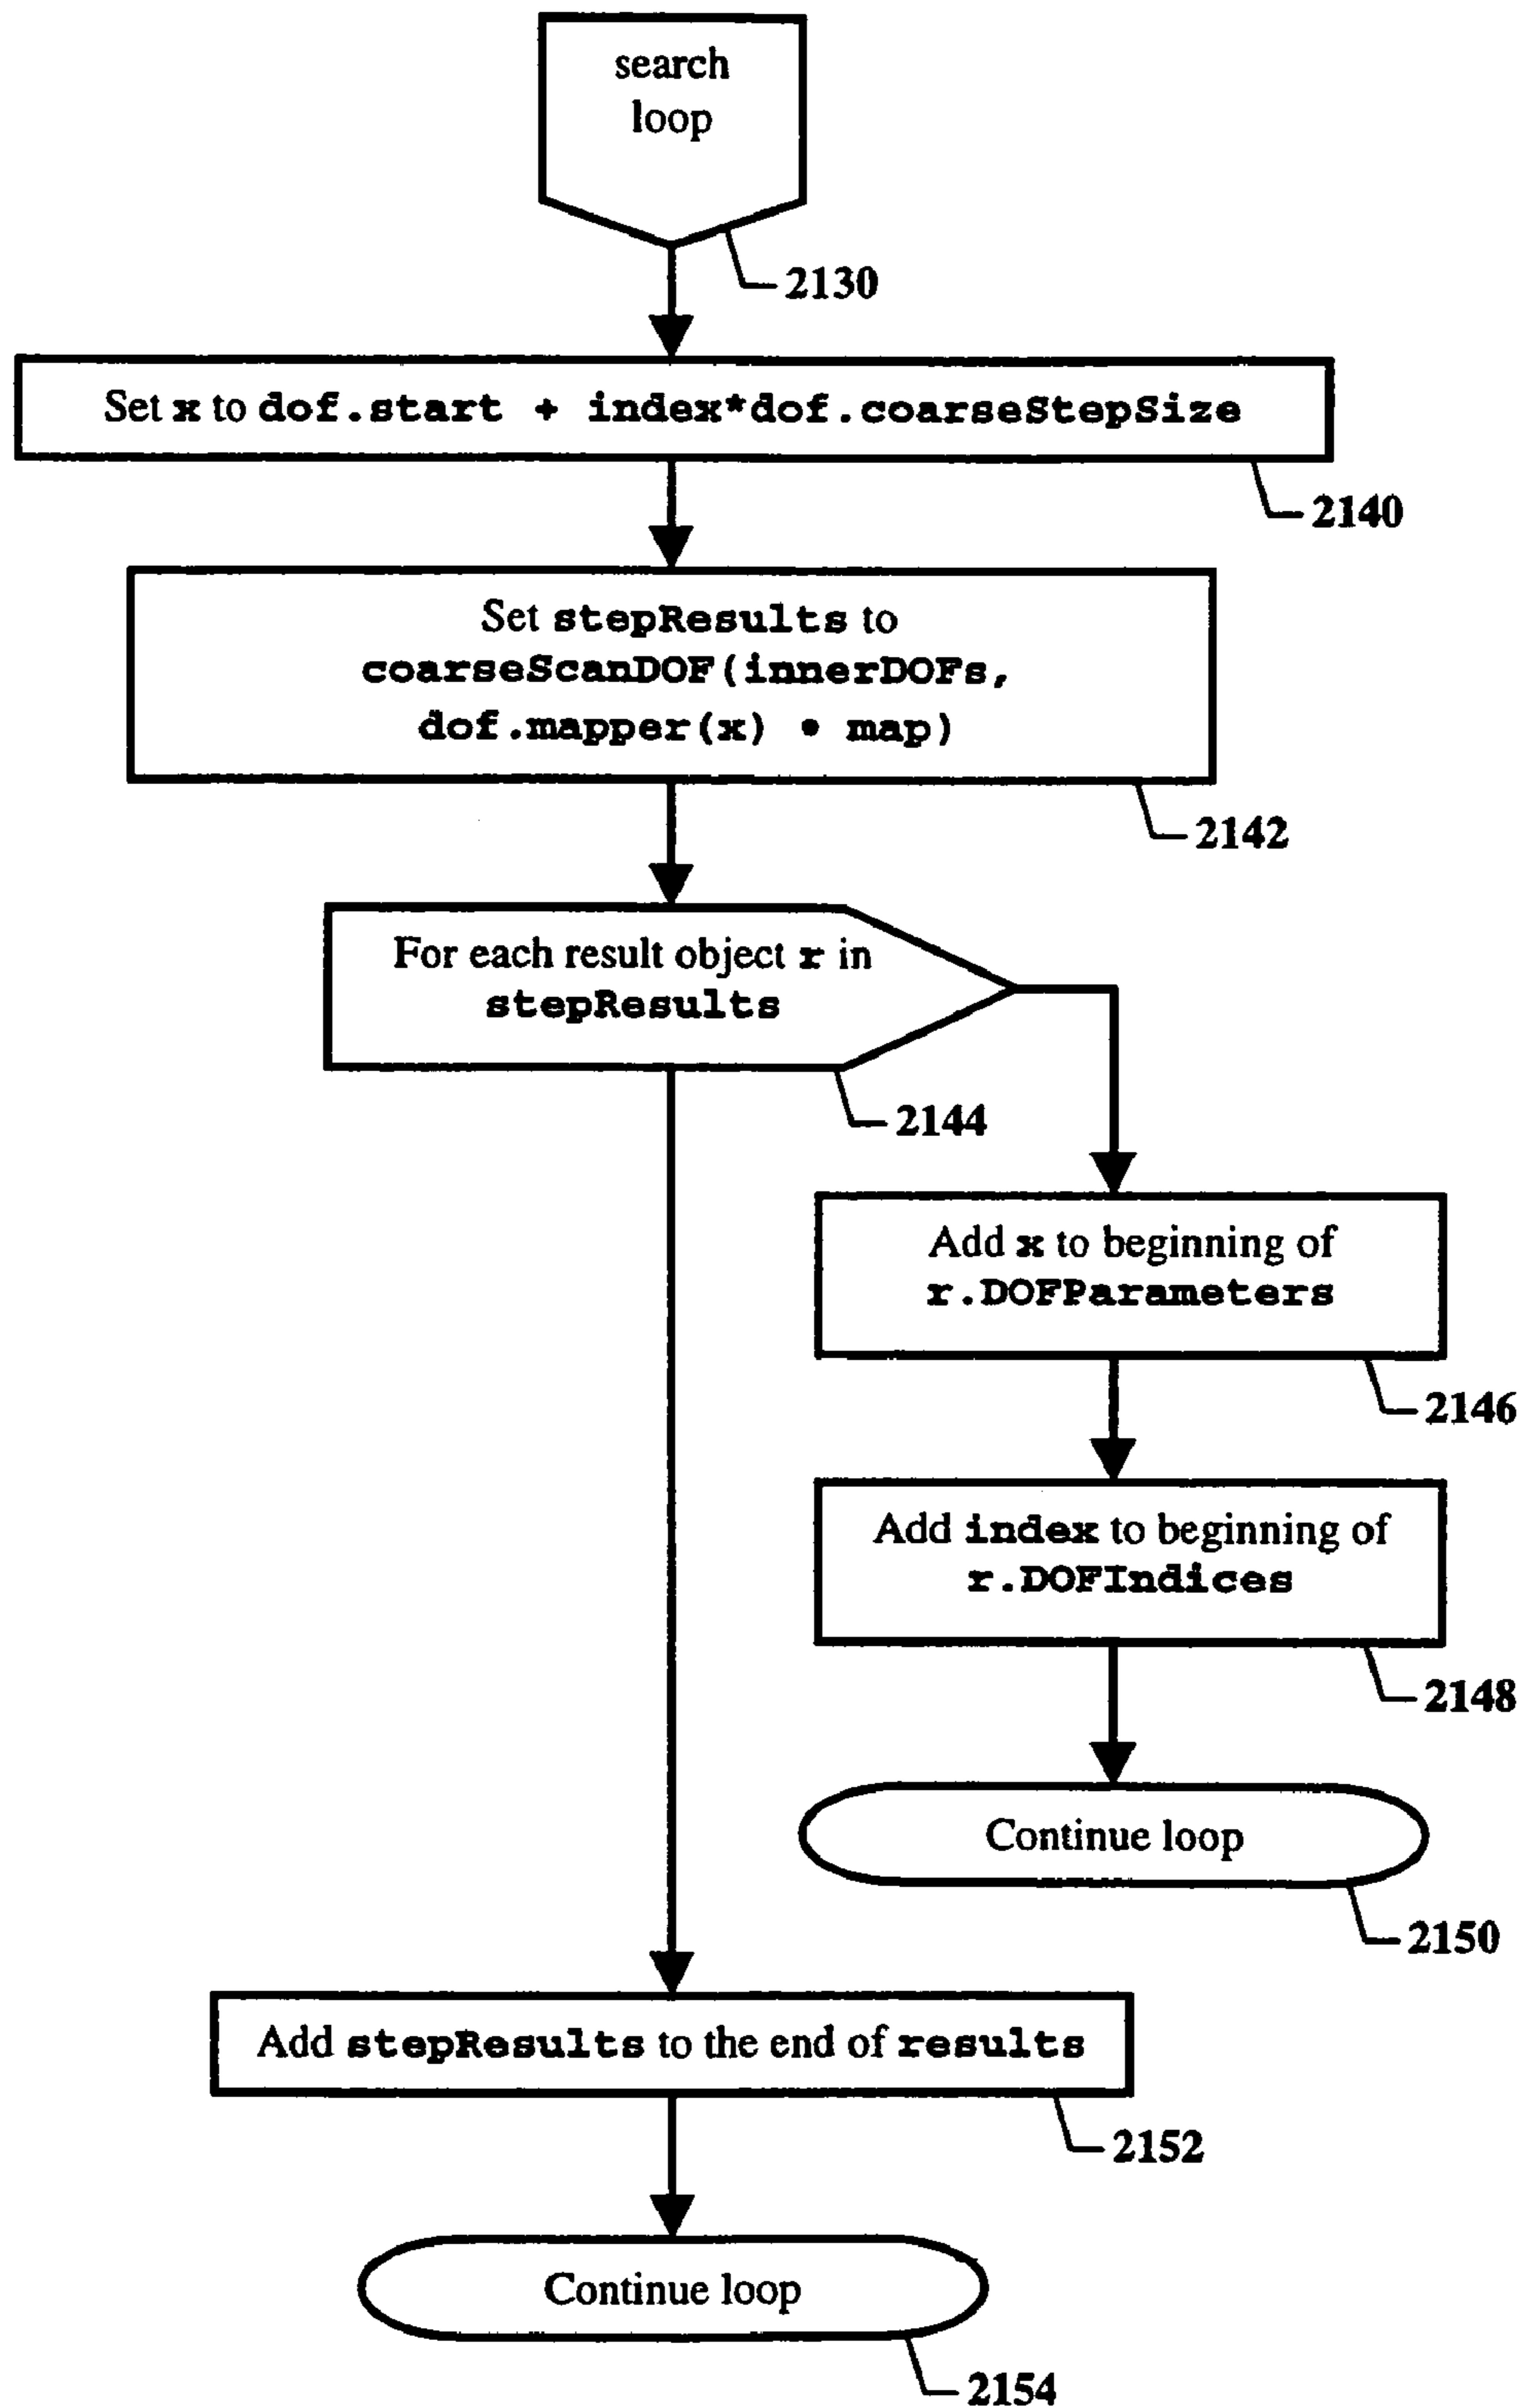 search
loop
2130
Set x to dof.start + index*dof.coarseStepSize
2140
Set stepResults to
coarseScanDOF(innerDOFs,
dof.mapper(x) • map)
2142
For each result object r in
stepResults
2144
Add x to beginning of
r.DOFParameters
2146
Add index to beginning of
r.DOFIndices
2148
Continue loop
2150
Add stepResults to the end of results
2152
Continue loop
2154